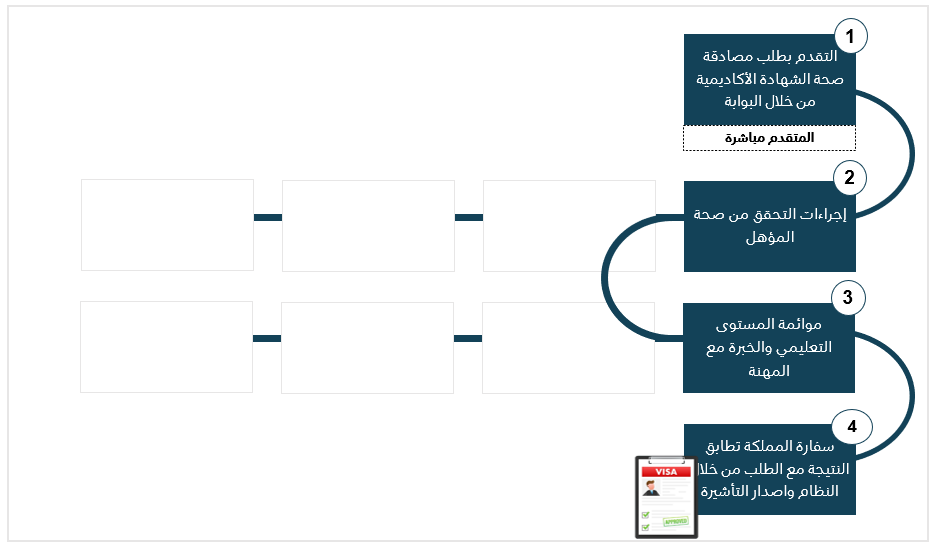 1
التقدم بطلب مصادقة
صحة الشهادة الأكاديمية
من خلال البوابة
المتقدم مباشرة
2
إجراءات التحقق من صحة
المؤهل
3
موائمة المستوى
التعليمي والخبرة مع
المهنة
4
سفارة المملكة تطابق
النتيجة مع الطلب من خلال
النظام واصدار التأشيرة
VISA
APPROVED